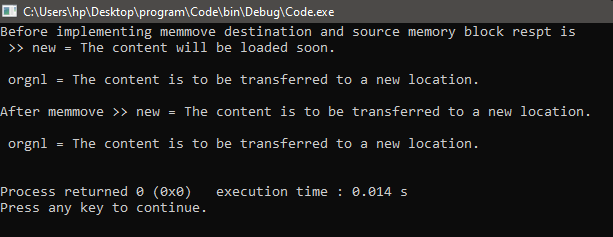 C:\Users\hp\Desktop\program\Code\bin\Debug\Code.exe
Before implementing memmove destination and source memory block respt is
>> new = The content will be loaded soon.
orgnl = The content is to be transferred to a new location.
After memmove >> new = The content is to be transferred to a new location.
orgnl = The content is to be transferred to a new location.
Process returned 0 (0x0)   execution time : 0.014 s
Press any key to continue.